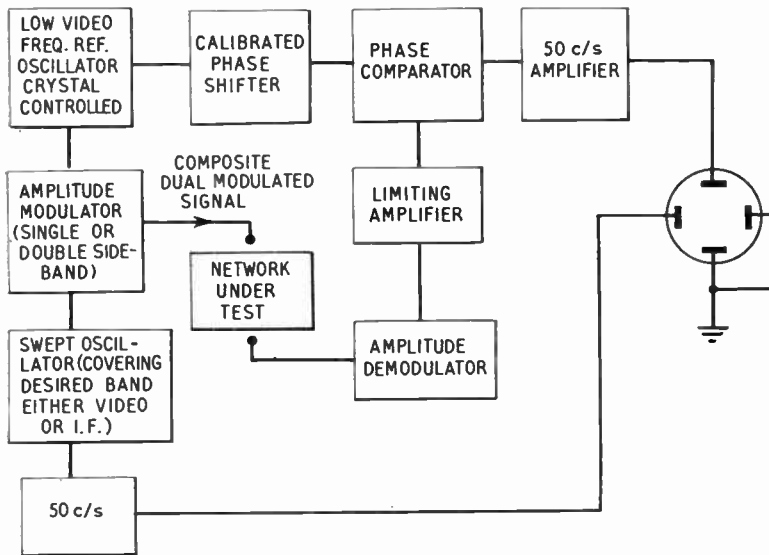 LOW VIDEO
FREQ. REF.
OSCILLATOR
CRYSTAL
CONTROLLED
CALIBRATED
PHASE
SHIFTER
PHASE
COMPARATOR
50 c/s
AMPLIFIER
AMPLITUDE
MODULATOR
(SINGLE OR
DOUBLE SIDE-
BAND)
COMPOSITE
DUAL MODULATED
SIGNAL
LIMITING
AMPLIFIER
NETWORK
UNDER
TEST
SWEPT OSCIL-
LATOR (COVERING
DESIRED BAND
EITHER VIDEO
OR I.F.)
AMPLITUDE
DEMODULATOR
50 c/s